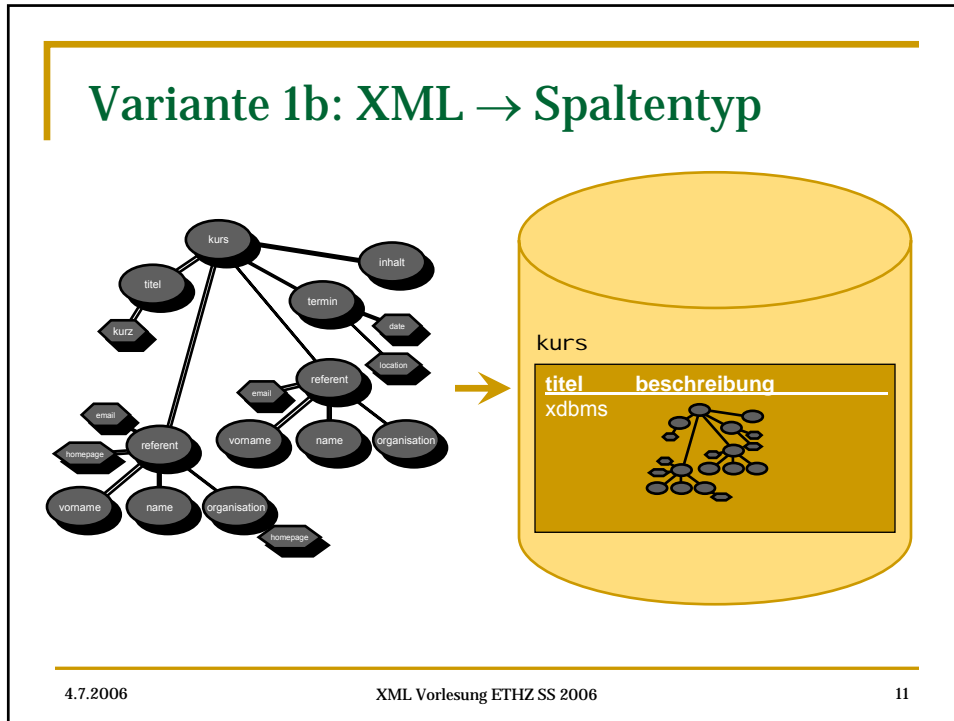 Variante 1b: XML → Spaltentyp
kurs
inhalt
titel
termin
kurz
date
location
referent
email
vorname
name
organisation
email
homepage
referent
vorname
name
organisation
homepage
kurs
titel beschreibung
xdbms
4.7.2006 XML Vorlesung ETHZ SS 2006 11